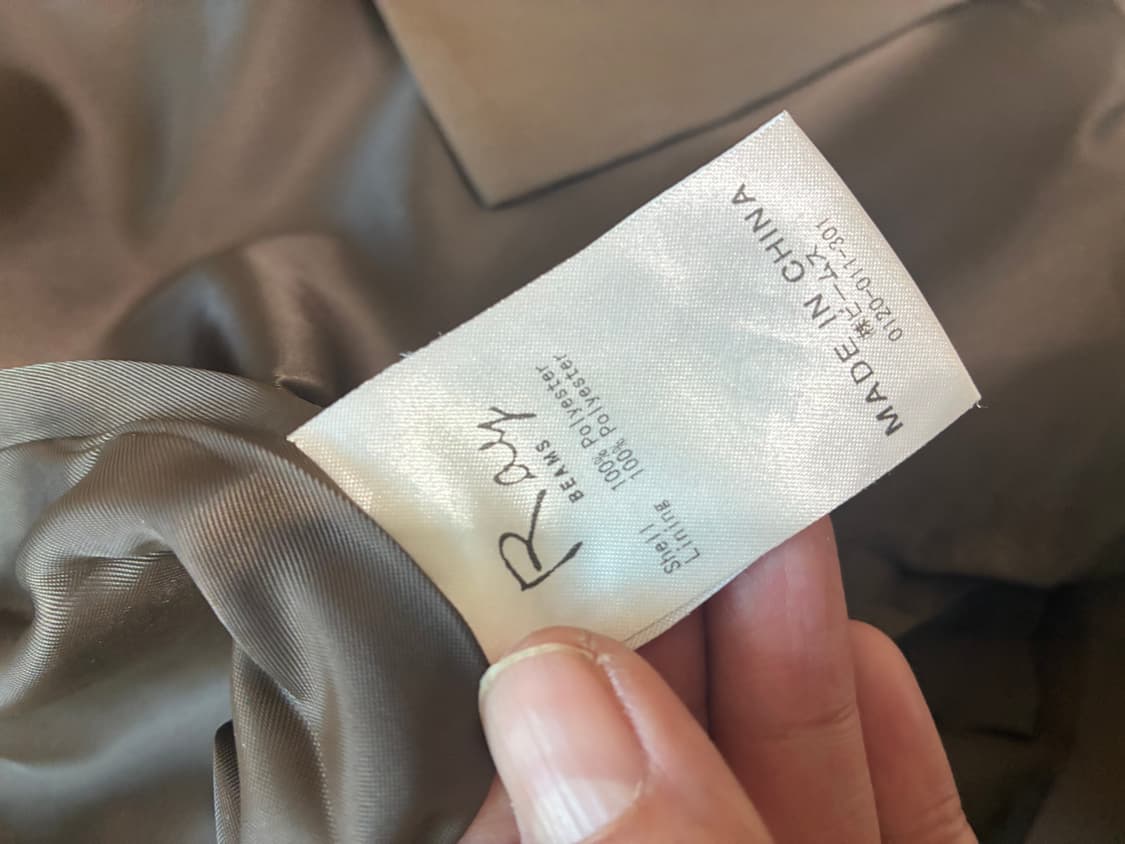 Ray
BEAMS
Shell 100% Polyester
Lining 100% Polyester
MADE IN CHINA
㈱ビームス
0120-011-301